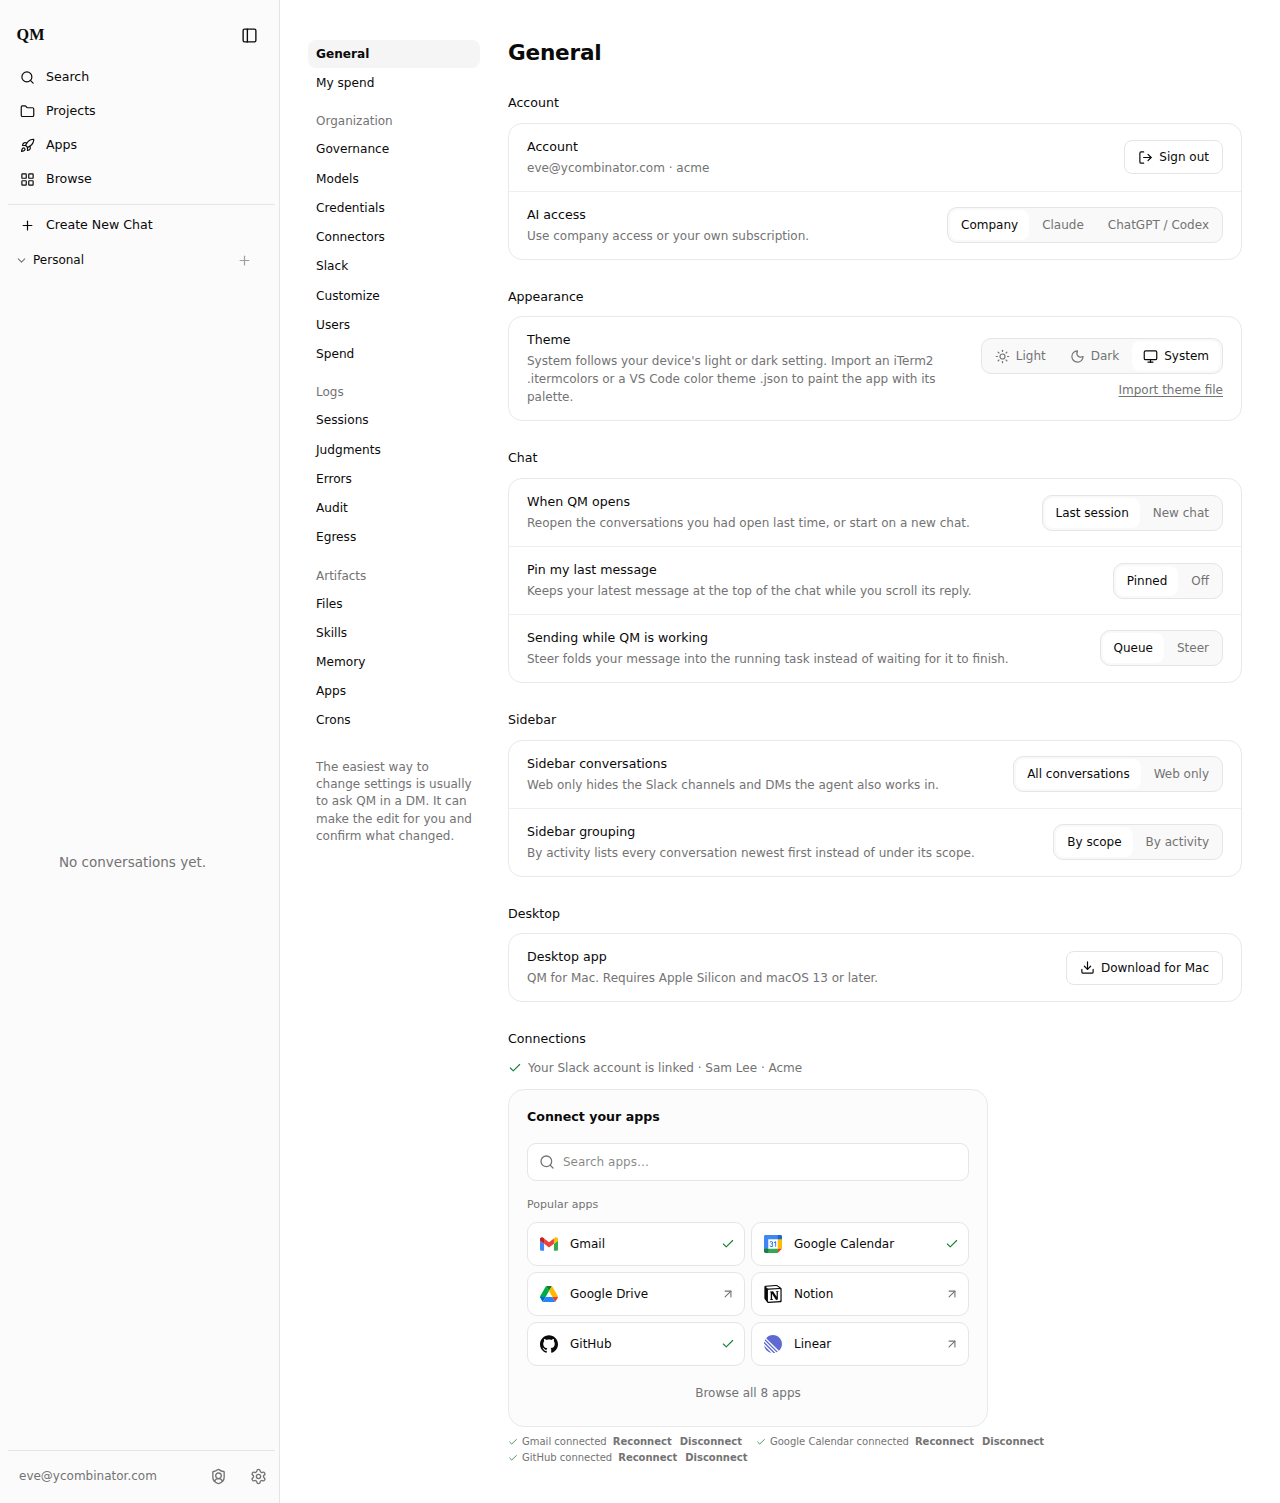 QM
Search
Projects
Apps
Browse
Create New Chat
Personal
No conversations yet.
eve@ycombinator.com
General
My spend
Organization
Governance
Models
Credentials
Connectors
Slack
Customize
Users
Spend
Logs
Sessions
Judgments
Errors
Audit
Egress
Artifacts
Files
Skills
Memory
Apps
Crons
The easiest way to
change settings is usually
to ask QM in a DM. It can
make the edit for you and
confirm what changed.
General
Account
Account
eve@ycombinator.com · acme
Sign out
AI access
Use company access or your own subscription.
Company Claude ChatGPT / Codex
Appearance
Theme
System follows your device's light or dark setting. Import an iTerm2
.itermcolors or a VS Code color theme .json to paint the app with its
palette.
Light Dark System
Import theme file
Chat
When QM opens
Reopen the conversations you had open last time, or start on a new chat.
Last session New chat
Pin my last message
Keeps your latest message at the top of the chat while you scroll its reply.
Pinned Off
Sending while QM is working
Steer folds your message into the running task instead of waiting for it to finish.
Queue Steer
Sidebar
Sidebar conversations
Web only hides the Slack channels and DMs the agent also works in.
All conversations Web only
Sidebar grouping
By activity lists every conversation newest first instead of under its scope.
By scope By activity
Desktop
Desktop app
QM for Mac. Requires Apple Silicon and macOS 13 or later.
Download for Mac
Connections
Your Slack account is linked · Sam Lee · Acme
Connect your apps
Search apps...
Popular apps
Gmail
31
Google Calendar
Google Drive
Notion
GitHub
Linear
Browse all 8 apps
Gmail connected Reconnect Disconnect Google Calendar connected Reconnect Disconnect
GitHub connected Reconnect Disconnect